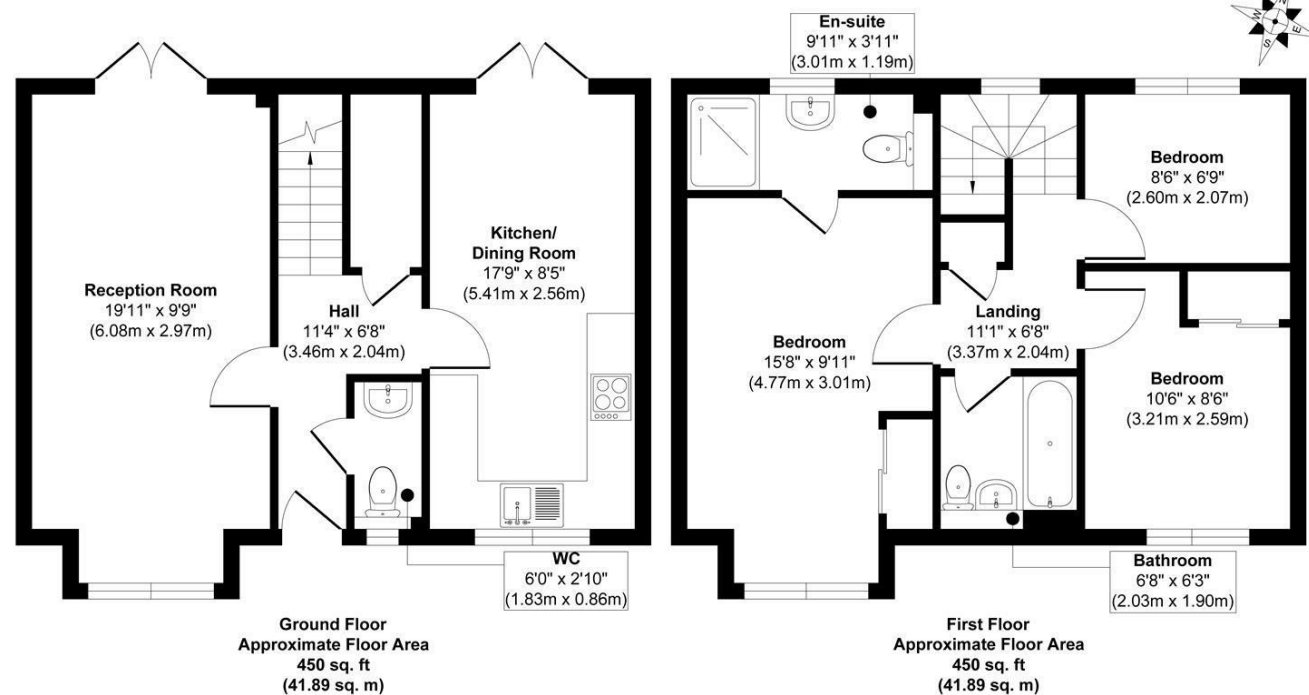 En-suite
9'11" x 3'11"
(3.01m x 1.19m)
N
W
E
S
Reception Room
19'11" x 9'9"
(6.08m x 2.97m)
Hall
11'4" x 6'8"
(3.46m x 2.04m)
Kitchen/
Dining Room
17'9" x 8'5"
(5.41m x 2.56m)
WC
6'0" x 2'10"
(1.83m x 0.86m)
Ground Floor
Approximate Floor Area
450 sq. ft
(41.89 sq. m)
Bedroom
8'6" x 6'9"
(2.60m x 2.07m)
Bedroom
15'8" x 9'11"
(4.77m x 3.01m)
Landing
11'1" x 6'8"
(3.37m x 2.04m)
Bedroom
10'6" x 8'6"
(3.21m x 2.59m)
Bathroom
6'8" x 6'3"
(2.03m x 1.90m)
First Floor
Approximate Floor Area
450 sq. ft
(41.89 sq. m)